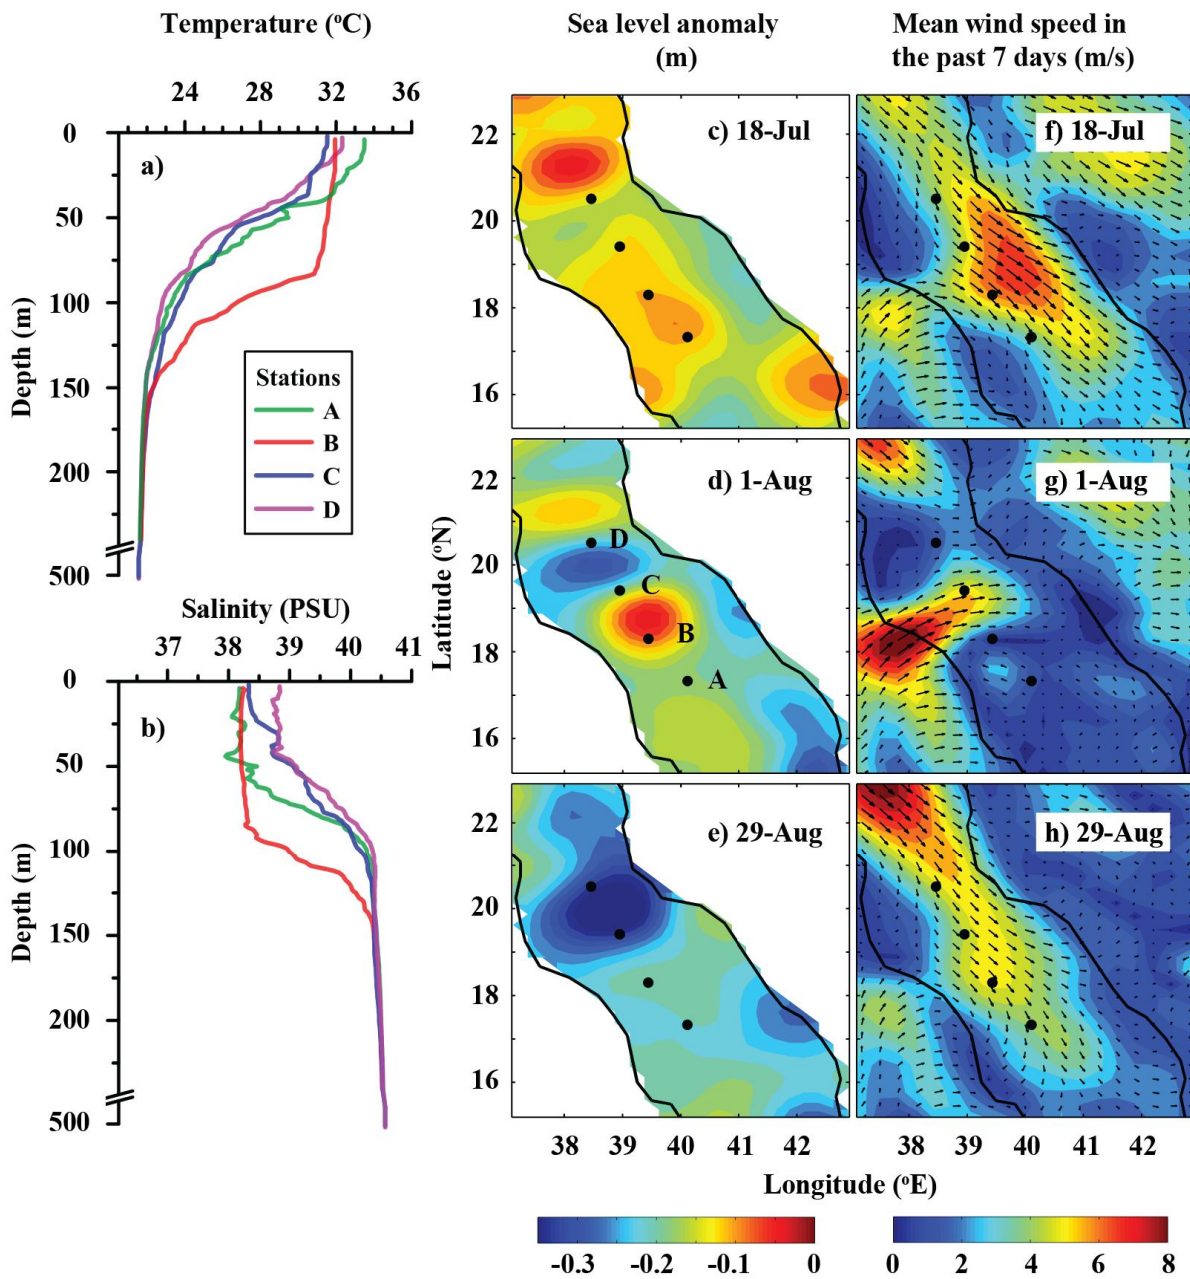 Temperature (ºC)
24 28 32 36
0
50
100
150
200
500
Depth (m)
a)
Stations
A
B
C
D
Salinity (PSU)
37 38 39 40 41
0
50
100
150
200
500
Depth (m)
b)
Sea level anomaly
(m)
c) 18-Jul
22
20
18
16
d) 1-Aug
D
C
B
A
22
20
18
16
Latitude (ºN)
e) 29-Aug
22
20
18
16
38 39 40 41 42
Mean wind speed in
the past 7 days (m/s)
f) 18-Jul
g) 1-Aug
h) 29-Aug
38 39 40 41 42
Longitude (ºE)
-0.3 -0.2 -0.1 0
0 2 4 6 8